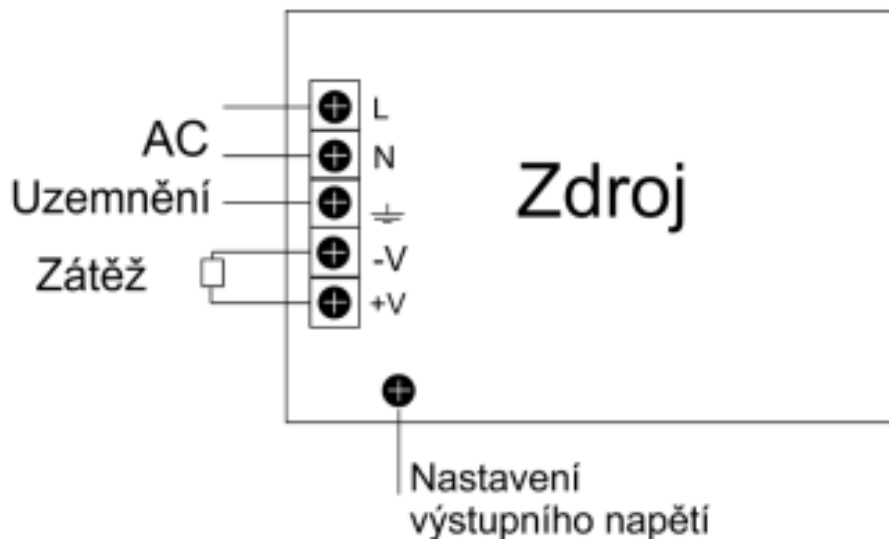 L
AC
N
Uzemnění
Zdroj
-V
Zátěž
+V
Nastavení
výstupního napětí